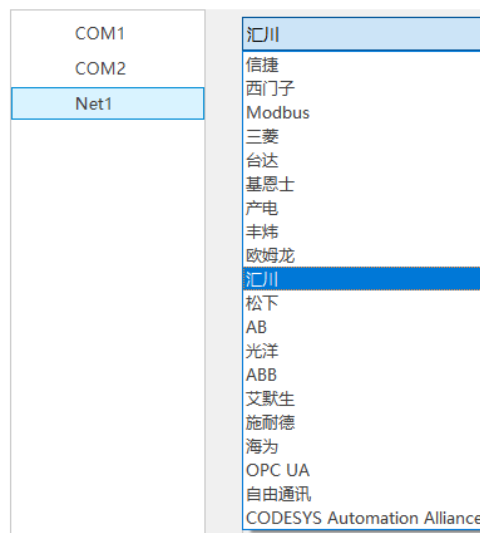 COM1
COM2
Net1
汇川
信捷
西门子
Modbus
三菱
台达
基恩士
产电
丰炜
欧姆龙
汇川
松下
AB
光洋
ABB
艾默生
施耐德
海为
OPC UA
自由通讯
CODESYS Automation Alliance